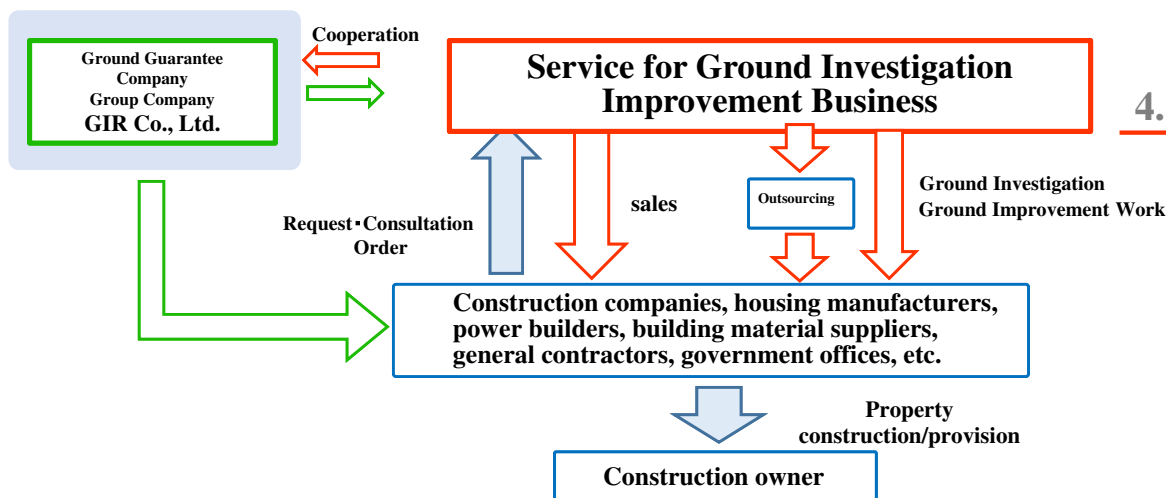 Cooperation
Ground Guarantee
Company
Group Company
GIR Co., Ltd.
Service for Ground Investigation
Improvement Business
4.
Request・Consultation
Order
sales
Outsourcing
Ground Investigation
Ground Improvement Work
Construction companies, housing manufacturers,
power builders, building material suppliers,
general contractors, government offices, etc.
Property
construction/provision
Construction owner